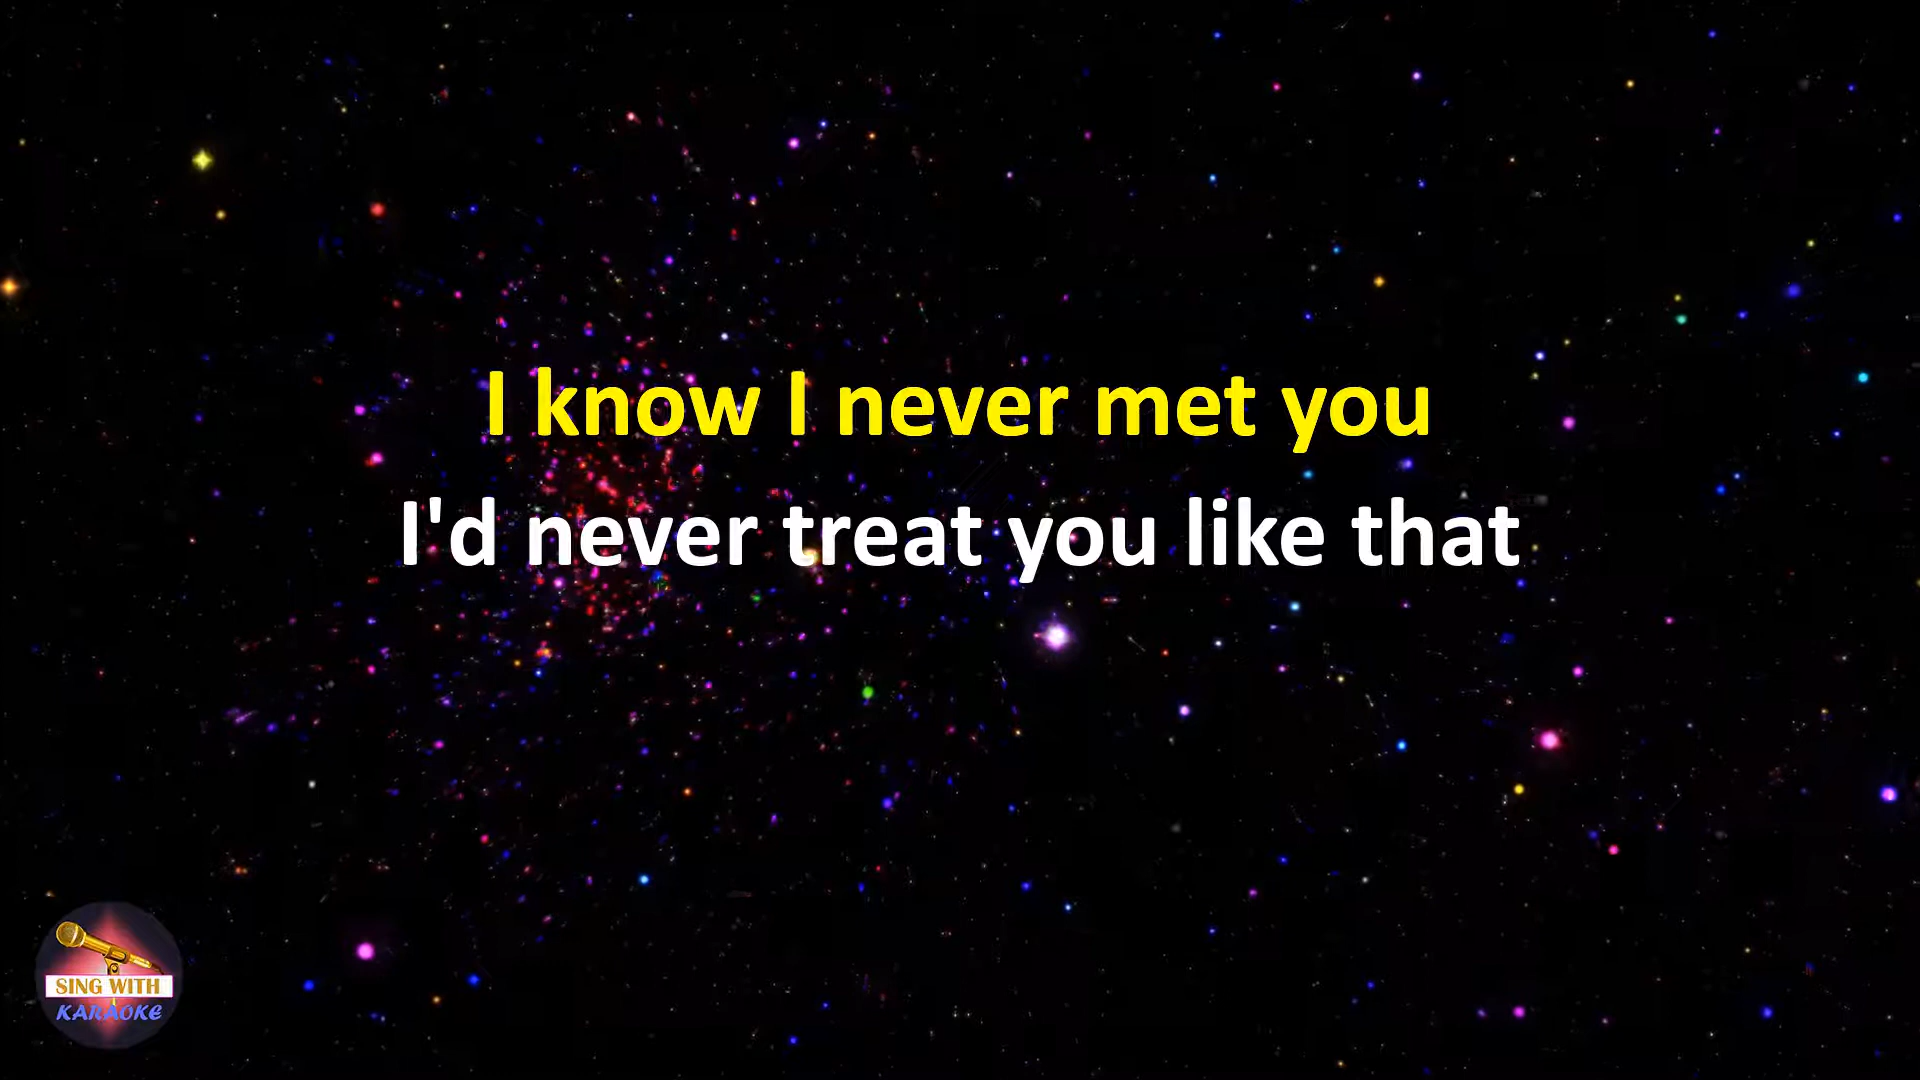 I know I never met you
I'd never treat you like that
SING WITH
KARAOKE